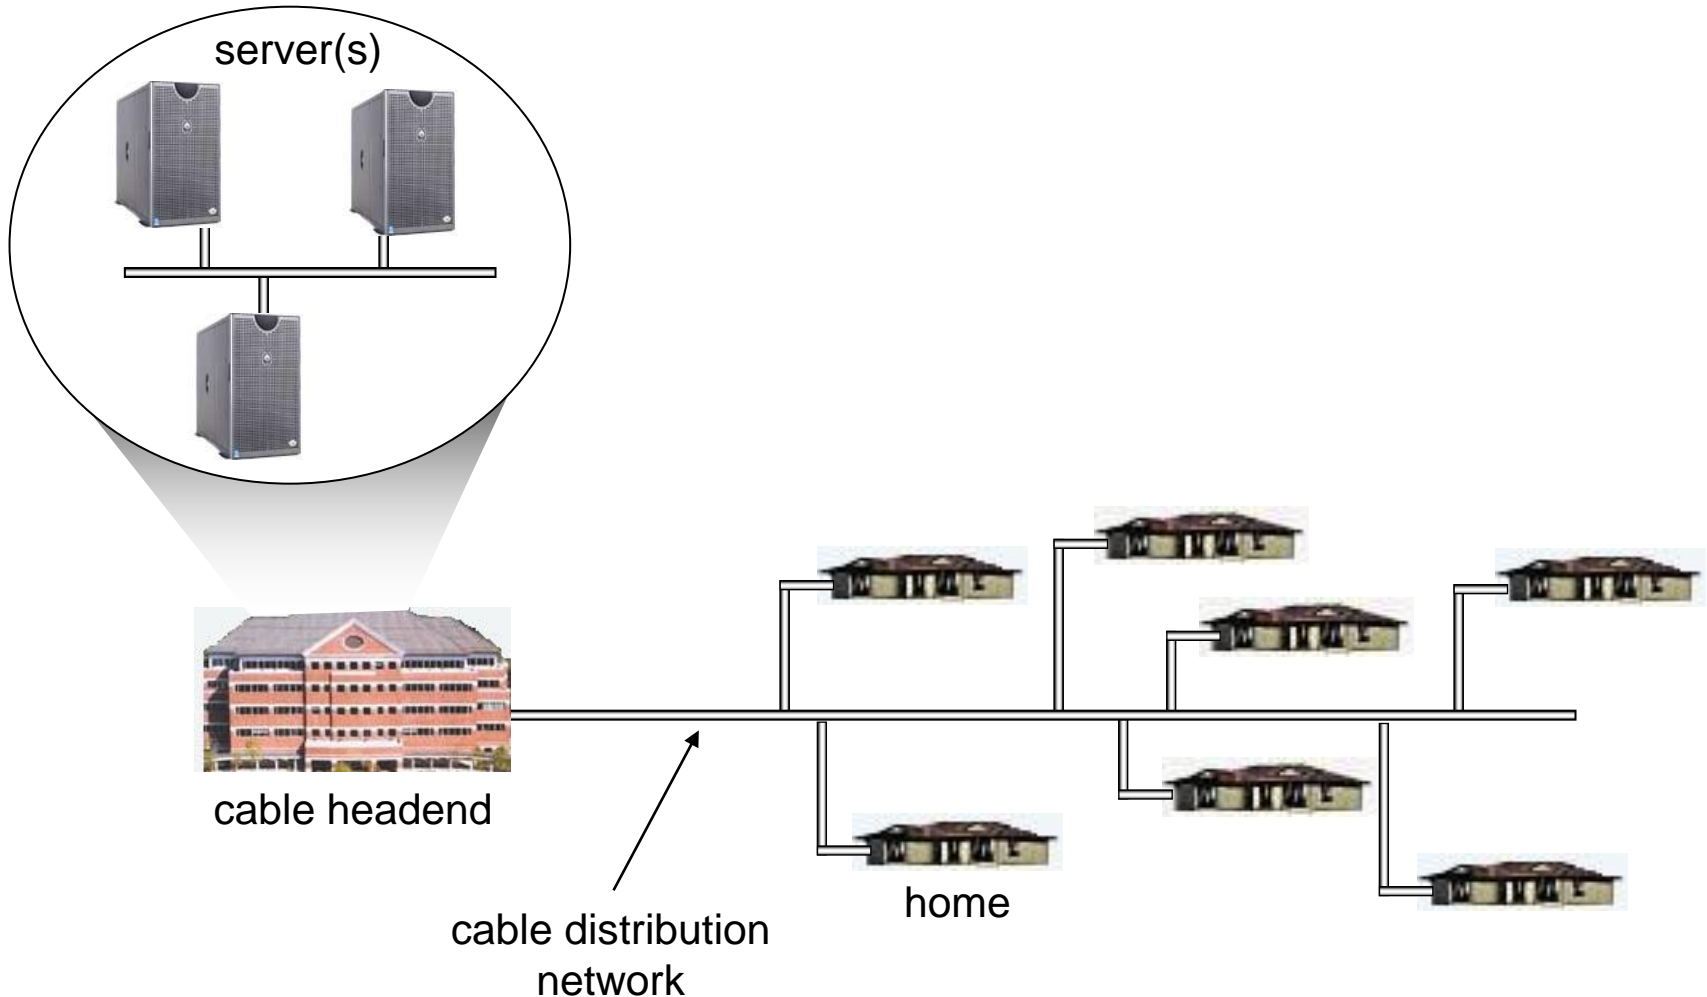 server(s)
cable headend
home
cable distribution
network